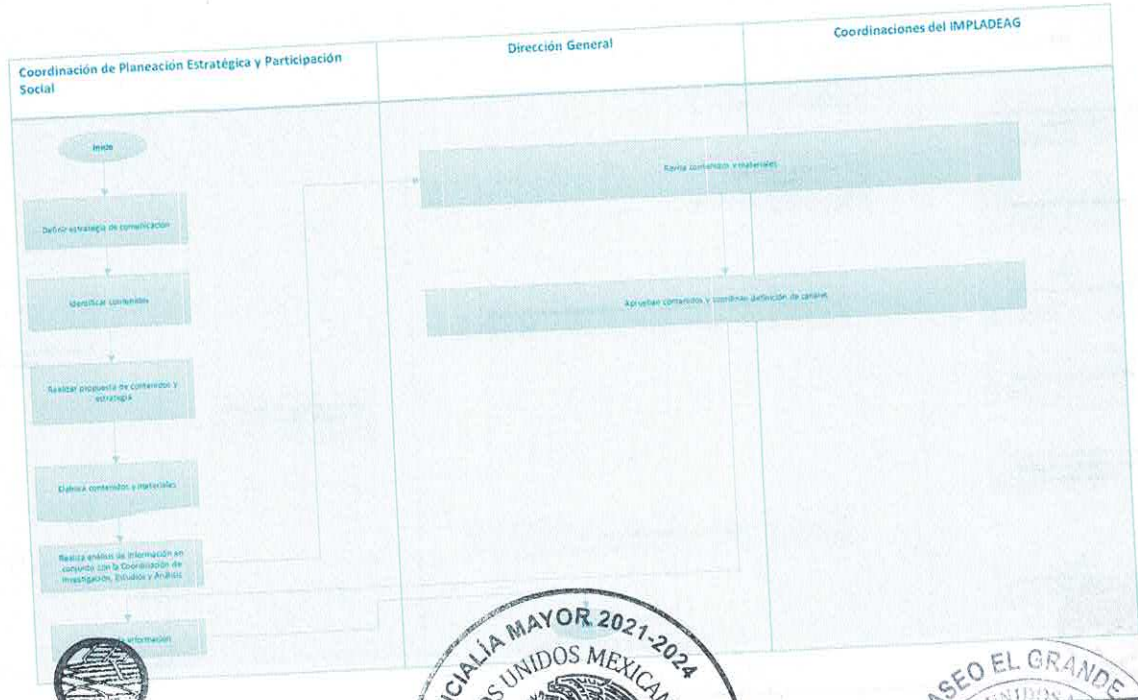 Coordinación de Planeación Estratégica y Participación
Social
Dirección General
Coordinaciones del IMPLADEAG
Inicio
Definir estrategia de comunicación
Identificar contenidos
Realizar propuesta de contenidos y
estrategia
Elabora contenidos y materiales
Realiza análisis de información en
conjunto con la Coordinación de
Investigación, Estudios y Análisis
información
Revisa contenidos y materiales
Aprueban contenidos y coordinan definición de canales
MAYOR 2021-2024
UNIDOS
EL GRANDE
UNIDOS